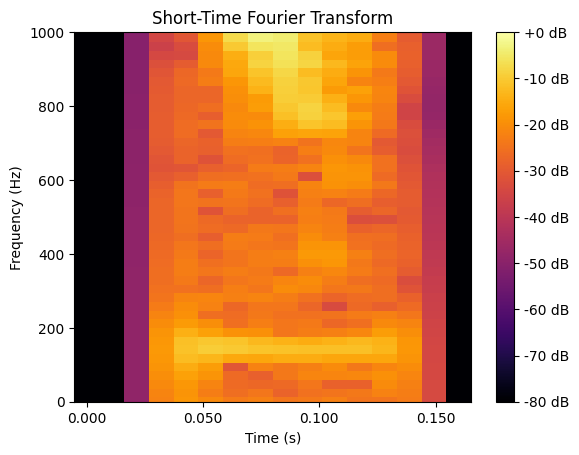 Short-Time Fourier Transform
1000
800
600
400
200
0
Frequency (Hz)
0.000
0.050
0.100
0.150
Time (s)
+0 dB
-10 dB
-20 dB
-30 dB
-40 dB
-50 dB
-60 dB
-70 dB
-80 dB